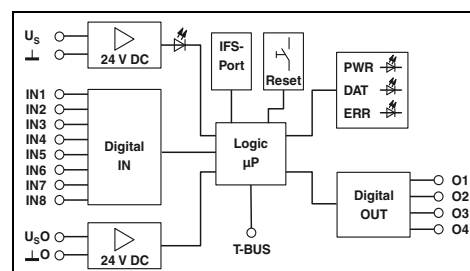 Us
⊥
24 V DC
IFS-
Port
Reset
PWR
DAT
ERR
IN1
IN2
IN3
IN4
IN5
IN6
IN7
IN8
Digital
IN
Logic
µP
Digital
OUT
O1
O2
O3
O4
UsO
⊥O
24 V DC
T-BUS